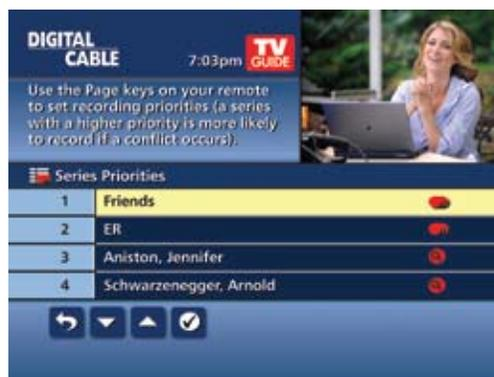 DIGITAL
CABLE
7:03pm
TV
GUIDE
Use the Page keys on your remote
to set recording priorities (a series
with a higher priority is more likely
to record if a conflict occurs).
Series Priorities
1 Friends
2 ER
3 Aniston, Jennifer
4 Schwarzenegger, Arnold